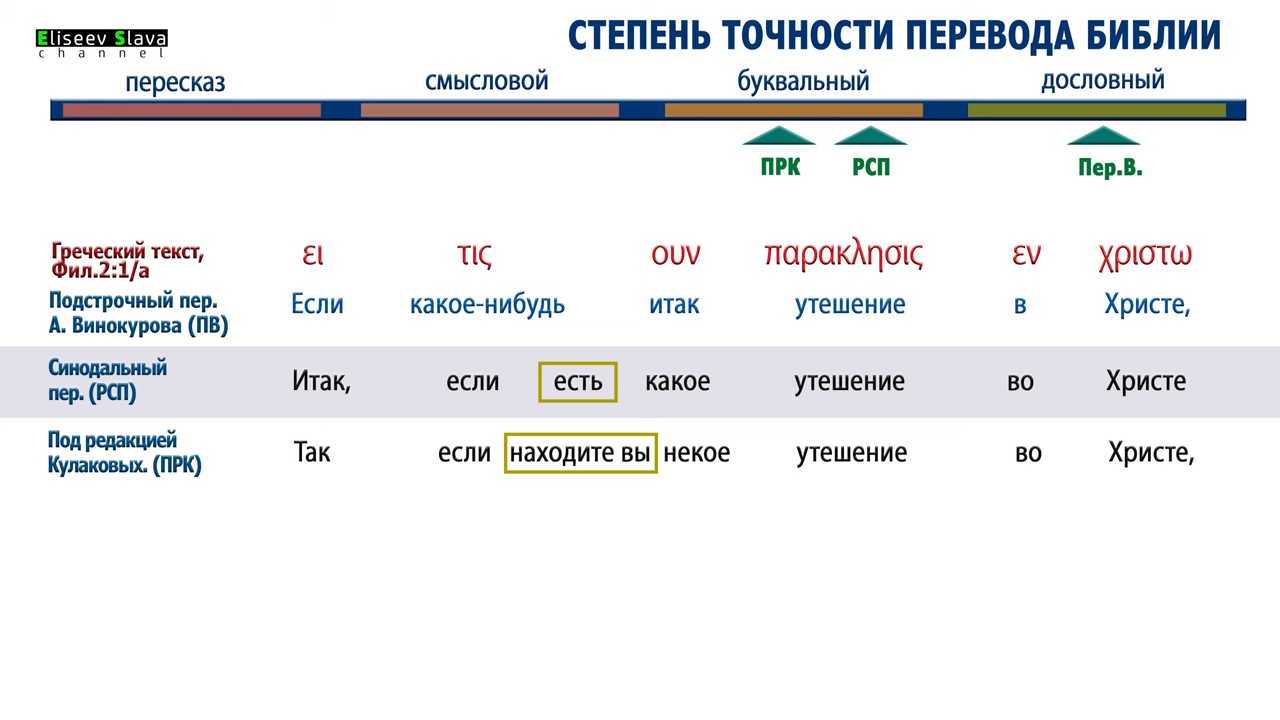 Eliseev Slava
channel
СТЕПЕНЬ ТОЧНОСТИ ПЕРЕВОДА БИБЛИИ
пересказ смысловой буквальный дословный
ПРК РСП Пер.В.
Греческий текст,
Фил.2:1/а
ει τις ουν παρακλησις εν χριστω
Подстрочный пер.
А. Винокурова (ПВ)
Если какое-нибудь итак утешение в Христе,
Синодальный
пер. (РСП)
Итак, если есть какое утешение во Христе
Под редакцией
Кулаковых. (ПРК)
Так если находите вы некое утешение во Христе,